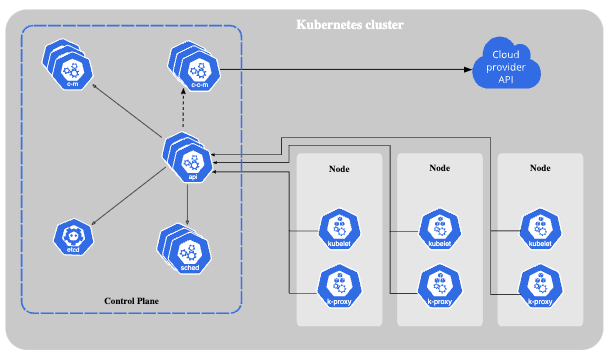 Kubernetes cluster
c-m
c-c-m
Cloud
provider
API
api
Node
Node
Node
etcd
sched
kubelet
kubelet
kubelet
k-proxy
k-proxy
k-proxy
Control Plane